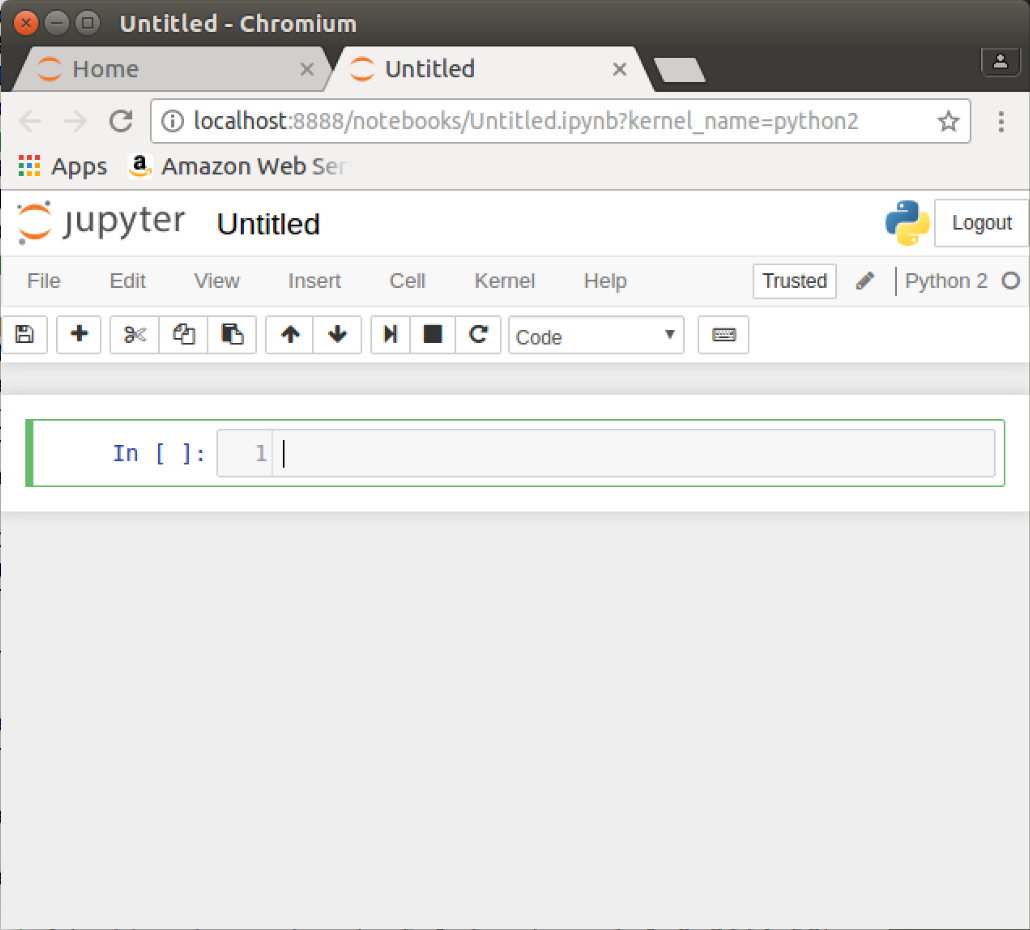 Untitled - Chromium
Home Untitled
localhost:8888/notebooks/Untitled.ipynb?kernel_name=python2
Apps Amazon Web Ser
jupyter Untitled Logout
File Edit View Insert Cell Kernel Help Trusted Python 2
Code
In [ ]: 1